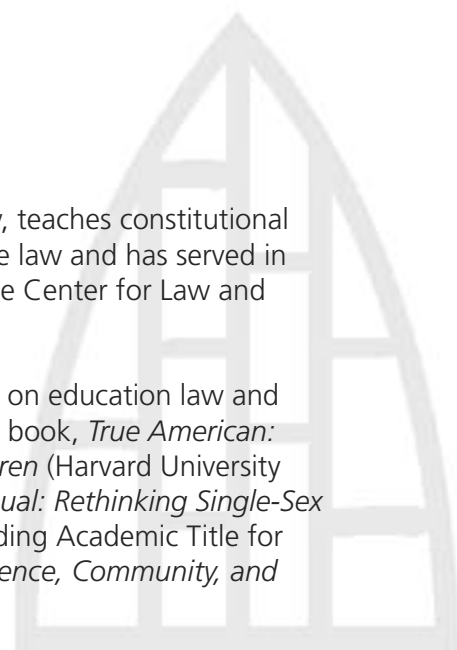 , teaches constitutional
e law and has served in
e Center for Law and
on education law and
book, True American:
ren (Harvard University
ual: Rethinking Single-Sex
ding Academic Title for
ence, Community, and